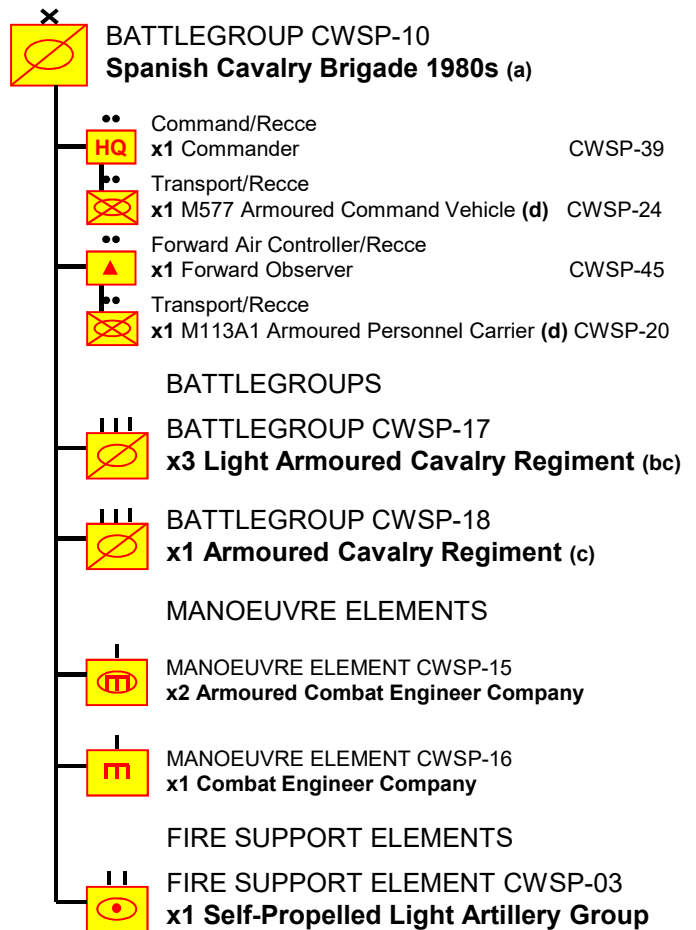 BATTLEGROUP CWSP-10
Spanish Cavalry Brigade 1980s (a)
Command/Recce
HQ x1 Commander CWSP-39
Transport/Recce
x1 M577 Armoured Command Vehicle (d) CWSP-24
Forward Air Controller/Recce
x1 Forward Observer CWSP-45
Transport/Recce
x1 M113A1 Armoured Personnel Carrier (d) CWSP-20
BATTLEGROUPS
BATTLEGROUP CWSP-17
x3 Light Armoured Cavalry Regiment (bc)
BATTLEGROUP CWSP-18
x1 Armoured Cavalry Regiment (c)
MANOEUVRE ELEMENTS
MANOEUVRE ELEMENT CWSP-15
x2 Armoured Combat Engineer Company
MANOEUVRE ELEMENT CWSP-16
x1 Combat Engineer Company
FIRE SUPPORT ELEMENTS
FIRE SUPPORT ELEMENT CWSP-03
x1 Self-Propelled Light Artillery Group